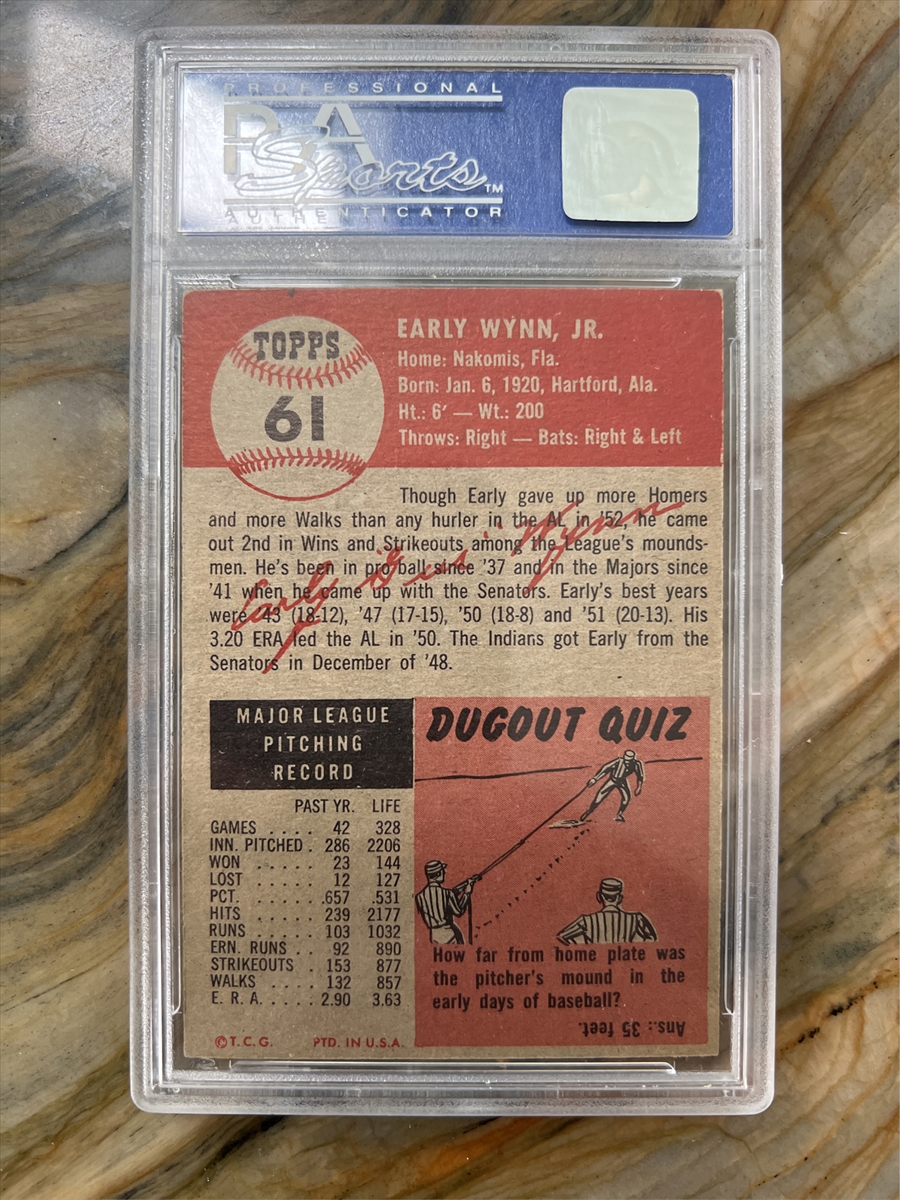 PROFESSIONAL
PSA
Sports™
AUTHENTICATOR
TOPPS
61
EARLY WYNN, JR.
Home: Nakomis, Fla.
Born: Jan. 6, 1920, Hartford, Ala.
Ht.: 6′ — Wt.: 200
Throws: Right — Bats: Right & Left
Though Early gave up more Homers
and more Walks than any hurler in the AL in '52, he came
out 2nd in Wins and Strikeouts among the League's mounds-
men. He's been in pro ball since '37 and in the Majors since
'41 when he came up with the Senators. Early's best years
were '43 (18-12), '47 (17-15), '50 (18-8) and '51 (20-13). His
3.20 ERA led the AL in '50. The Indians got Early from the
Senators in December of '48.
Early "Gus" Wynn
MAJOR LEAGUE
PITCHING
RECORD
PAST YR. LIFE
GAMES .... 42 328
INN. PITCHED . 286 2206
WON ..... 23 144
LOST ..... 12 127
PCT. ..... .657 .531
HITS ..... 239 2177
RUNS ..... 103 1032
ERN. RUNS .. 92 890
STRIKEOUTS . 153 877
WALKS .... 132 857
E. R. A. .... 2.90 3.63
©T.C.G. PTD. IN U.S.A.
DUGOUT QUIZ
How far from home plate was
the pitcher's mound in the
early days of baseball?
Ans.: 35 feet.